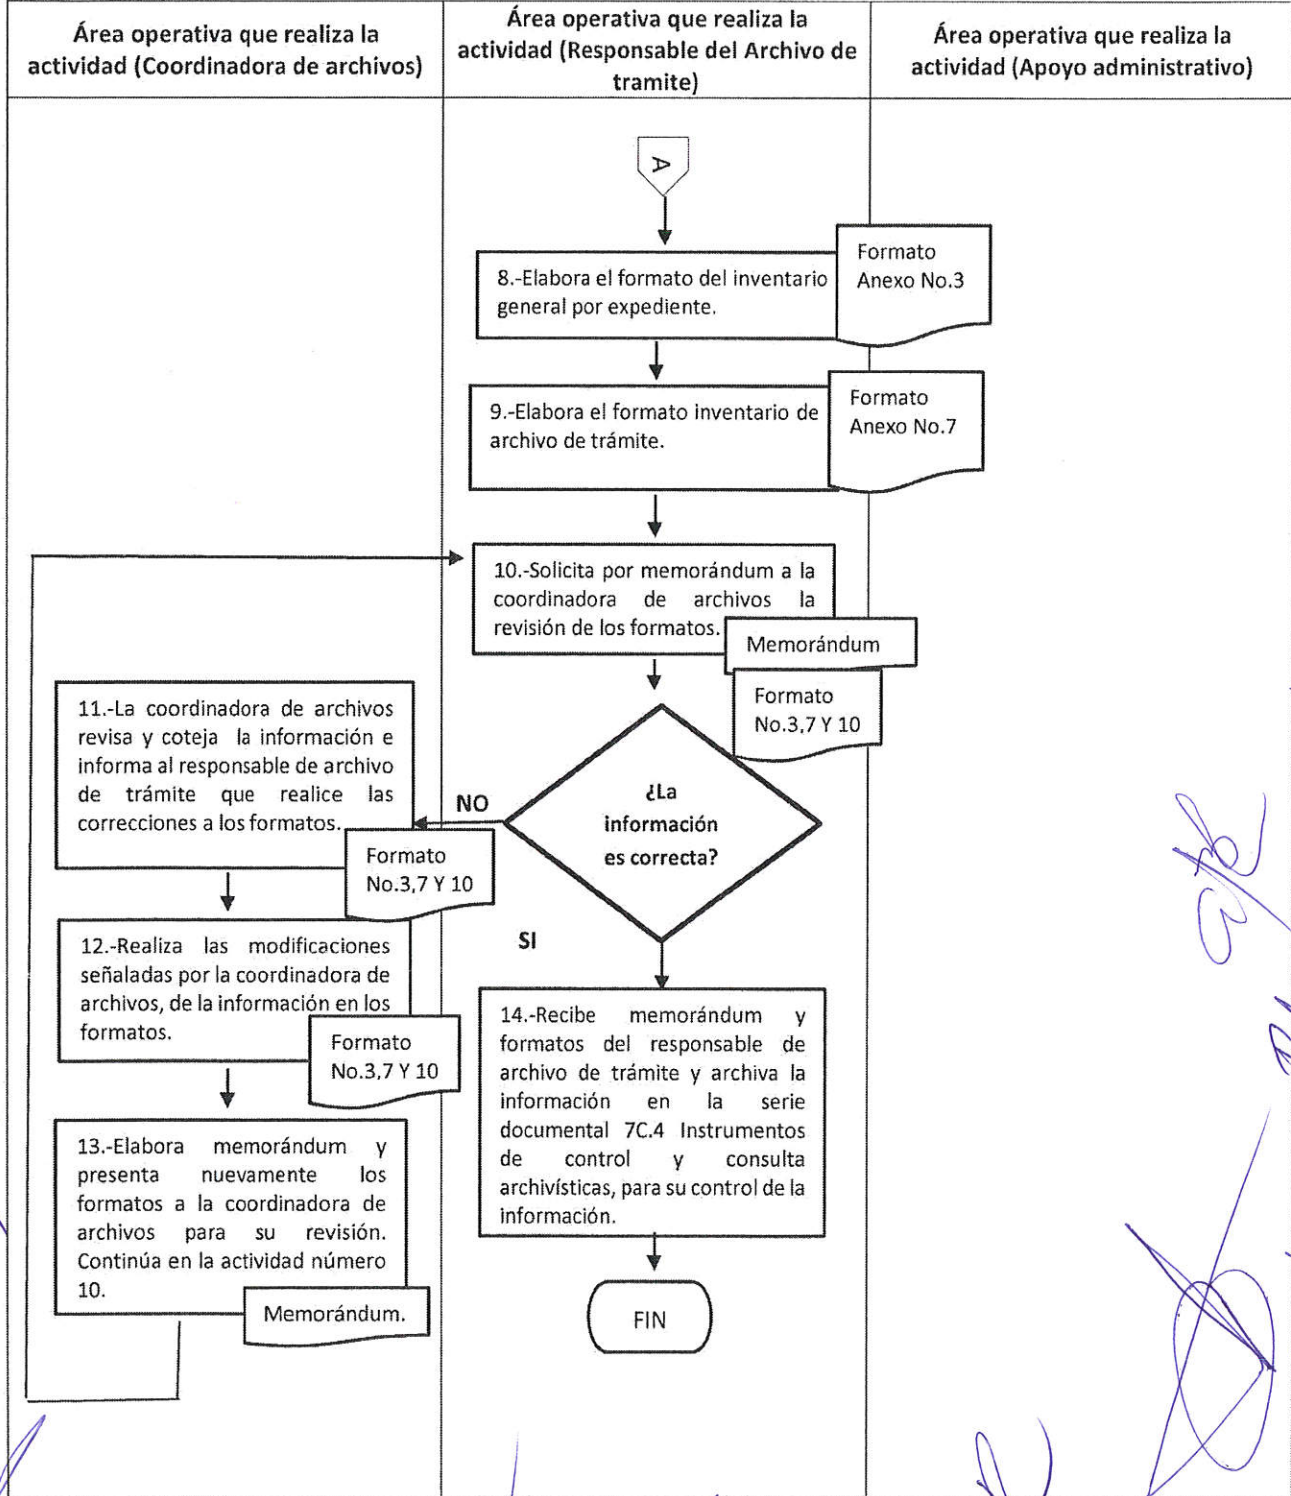 Área operativa que realiza la
actividad (Coordinadora de archivos)
Área operativa que realiza la
actividad (Responsable del Archivo de
tramite)
Área operativa que realiza la
actividad (Apoyo administrativo)
A
8.-Elabora el formato del inventario
general por expediente.
Formato
Anexo No.3
9.-Elabora el formato inventario de
archivo de trámite.
Formato
Anexo No.7
10.-Solicita por memorándum a la
coordinadora de archivos la
revisión de los formatos.
Memorándum
Formato
No.3,7 Y 10
¿La
información
es correcta?
NO
11.-La coordinadora de archivos
revisa y coteja la información e
informa al responsable de archivo
de trámite que realice las
correcciones a los formatos.
Formato
No.3,7 Y 10
12.-Realiza las modificaciones
señaladas por la coordinadora de
archivos, de la información en los
formatos.
Formato
No.3,7 Y 10
13.-Elabora memorándum y
presenta nuevamente los
formatos a la coordinadora de
archivos para su revisión.
Continúa en la actividad número
10.
Memorándum.
SI
14.-Recibe memorándum y
formatos del responsable de
archivo de trámite y archiva la
información en la serie
documental 7C.4 Instrumentos
de control y consulta
archivísticas, para su control de la
información.
FIN